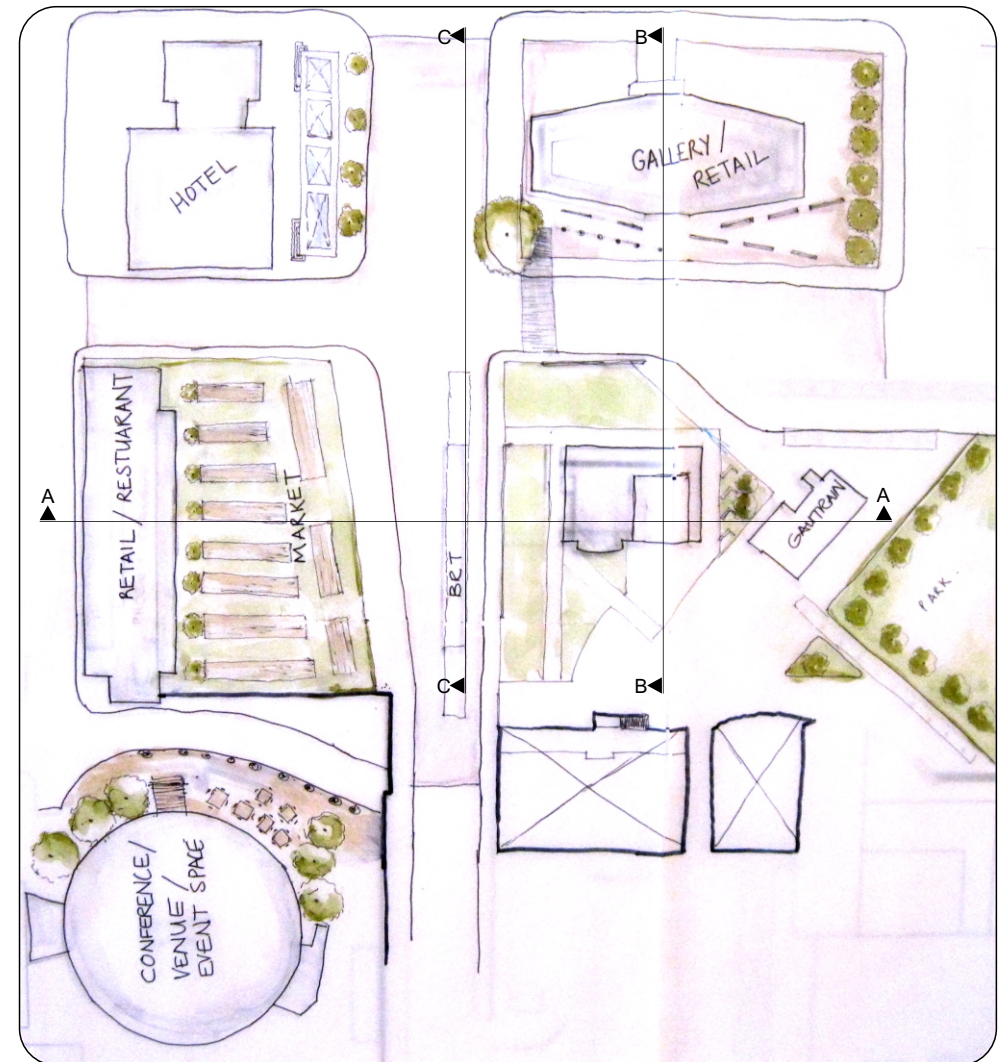 C
B
HOTEL
GALLERY /
RETAIL
RETAIL / RESTUARANT
MARKET
BRT
A
A
GAUTRAIN
PARK.
C
B
CONFERENCE/
VENUE /
EVENT SPACE